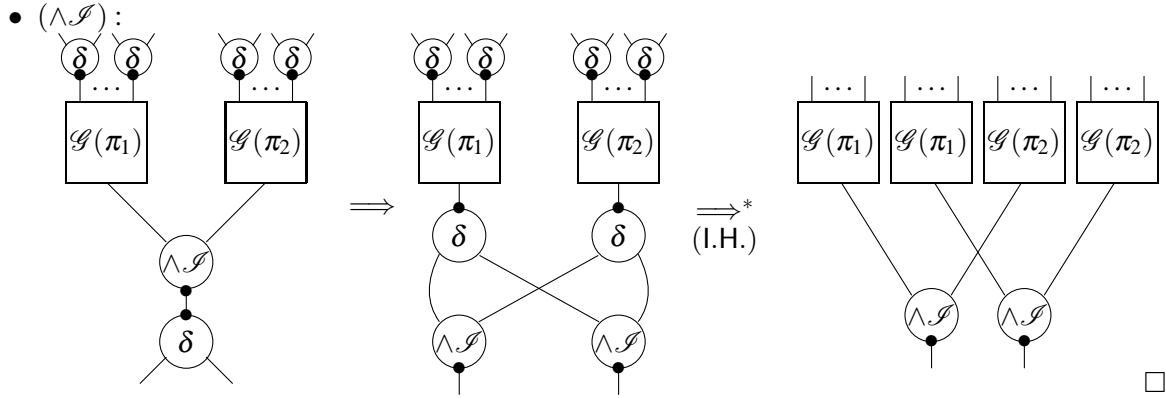 • (∧ℐ) :
δ δ δ δ δ δ δ δ
··· ··· ··· ··· ··· ··· ··· ···
𝒢(π₁) 𝒢(π₂) 𝒢(π₁) 𝒢(π₂) 𝒢(π₁) 𝒢(π₁) 𝒢(π₂) 𝒢(π₂)
⟹ ⟹*
(I.H.)
δ δ
∧ℐ
∧ℐ ∧ℐ
∧ℐ ∧ℐ
δ
□